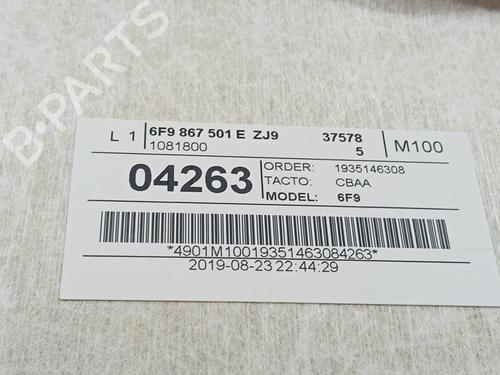 B-PARTS
L 1 6F9 867 501 E ZJ9 37578
1081800 5 M100
04263
ORDER: 1935146308
TACTO: CBAA
MODEL: 6F9
*4901M10019351463084263*
2019-08-23 22:44:29
B-PARTS